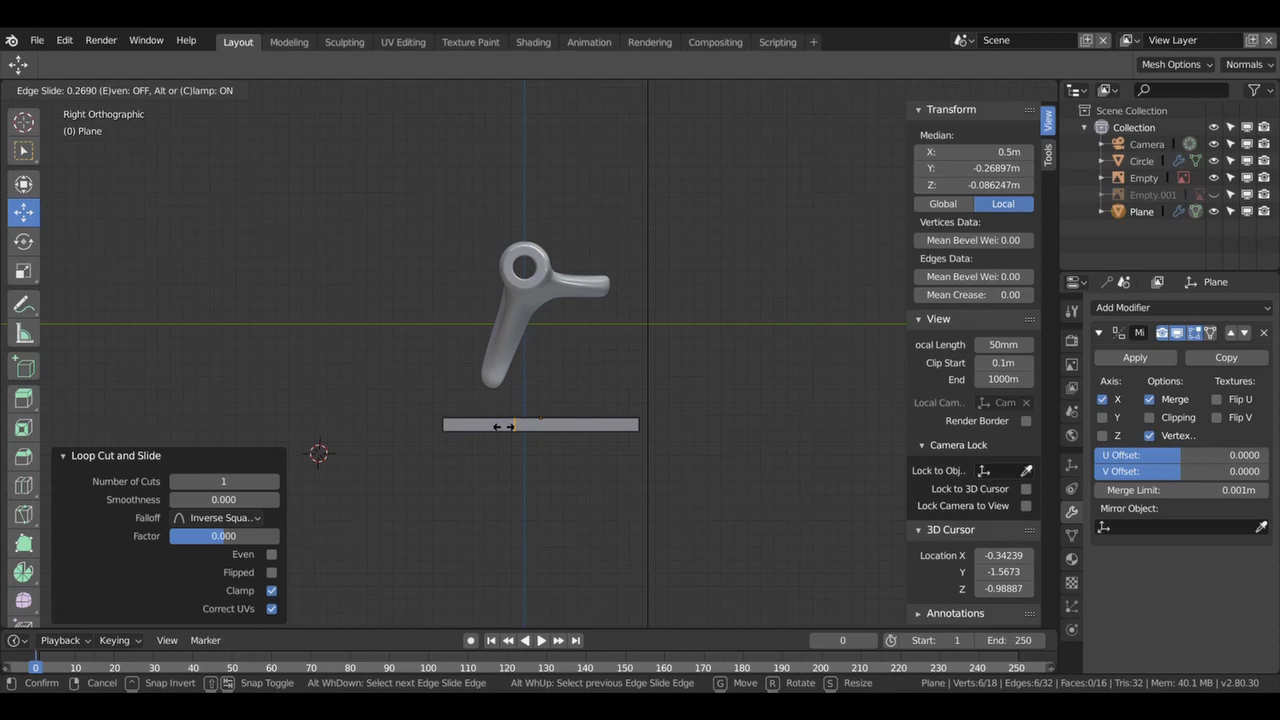 File Edit Render Window Help Layout Modeling Sculpting UV Editing Texture Paint Shading Animation Rendering Compositing Scripting + Scene View Layer
Mesh Options Normals
Edge Slide: 0.2690 (E)ven: OFF, Alt or (C)lamp: ON
Right Orthographic
(0) Plane
Transform
Median:
X: 0.5m
Y: -0.26897m
Z: -0.086247m
Global Local
Vertices Data:
Mean Bevel Wei: 0.00
Edges Data:
Mean Bevel Wei: 0.00
Mean Crease: 0.00
View
ocal Length 50mm
Clip Start 0.1m
End 1000m
Local Cam.. Cam
Render Border
Camera Lock
Lock to Obj..
Lock to 3D Cursor
Lock Camera to View
3D Cursor
Location X -0.34239
Y -1.5673
Z -0.98887
Annotations
View
Tools
Scene Collection
Collection
Camera
Circle
Empty
Empty.001
Plane
Plane
Add Modifier
Mi
Apply Copy
Axis: Options: Textures:
X Merge Flip U
Y Clipping Flip V
Z Vertex..
U Offset: 0.0000
V Offset: 0.0000
Merge Limit: 0.001m
Mirror Object:
Loop Cut and Slide
Number of Cuts 1
Smoothness 0.000
Falloff Inverse Squa..
Factor 0.000
Even
Flipped
Clamp
Correct UVs
Playback Keying View Marker 0 Start: 1 End: 250
0 10 20 30 40 50 60 70 80 90 100 110 120 130 140 150 160 170 180 190 200 210 220 230 240 250
Confirm Cancel Snap Invert Snap Toggle Alt WhDown: Select next Edge Slide Edge Alt WhUp: Select previous Edge Slide Edge G Move R Rotate S Resize Plane | Verts:6/18 | Edges:6/32 | Faces:0/16 | Tris:32 | Mem: 40.1 MB | v2.80.30